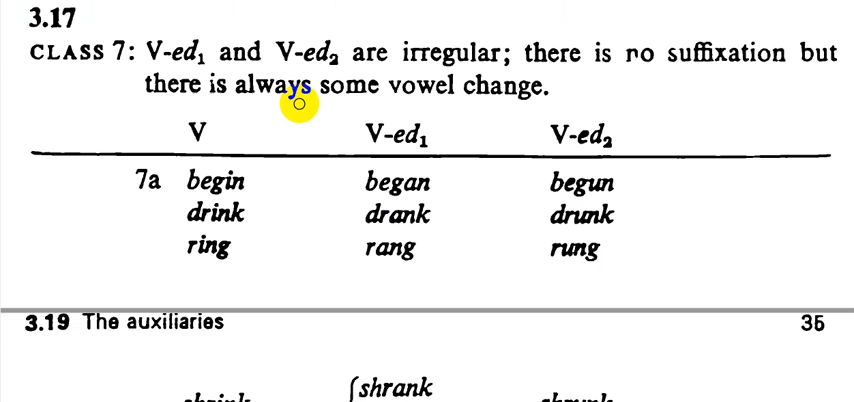 3.17
CLASS 7: V-ed₁ and V-ed₂ are irregular; there is no suffixation but
there is always some vowel change.
V V-ed₁ V-ed₂
7a begin began begun
drink drank drunk
ring rang rung
3.19 The auxiliaries 35
shrink {shrank shrunk